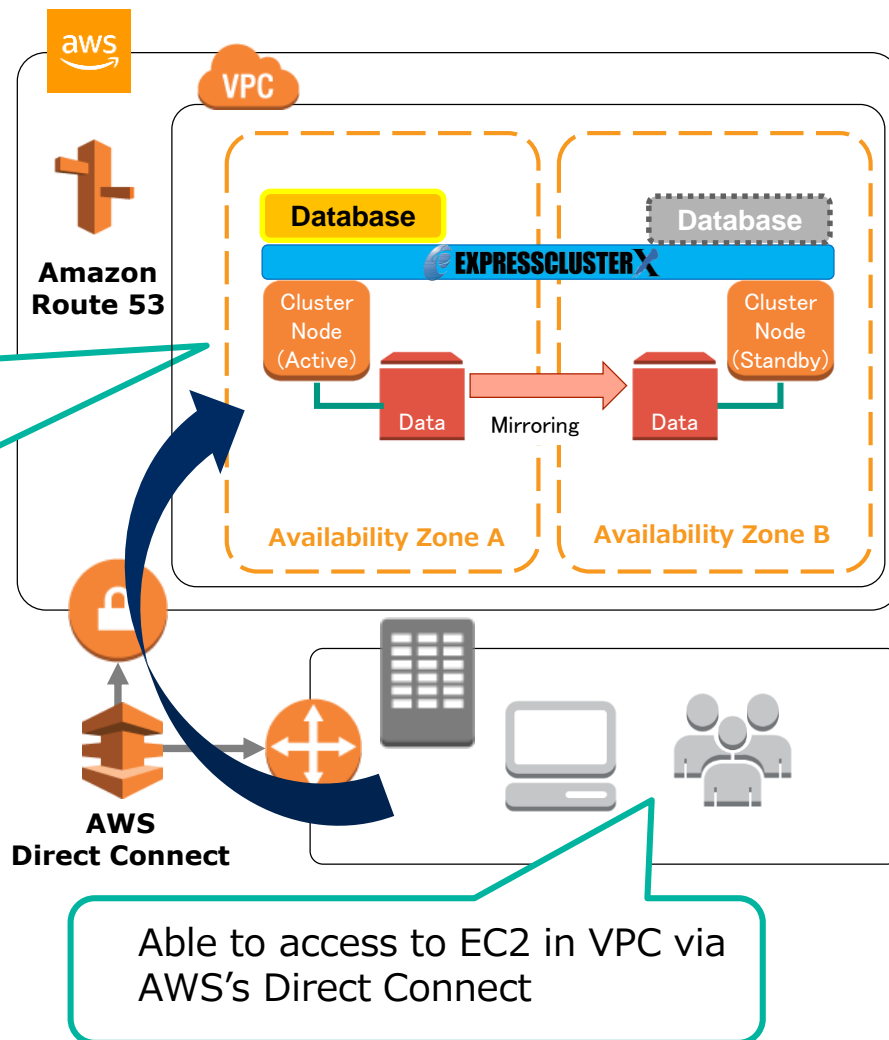 aws
VPC
Amazon
Route 53
Database
Database
EXPRESSCLUSTER X
Cluster
Node
(Active)
Cluster
Node
(Standby)
Data
Mirroring
Data
Availability Zone A
Availability Zone B
AWS
Direct Connect
Able to access to EC2 in VPC via
AWS’s Direct Connect